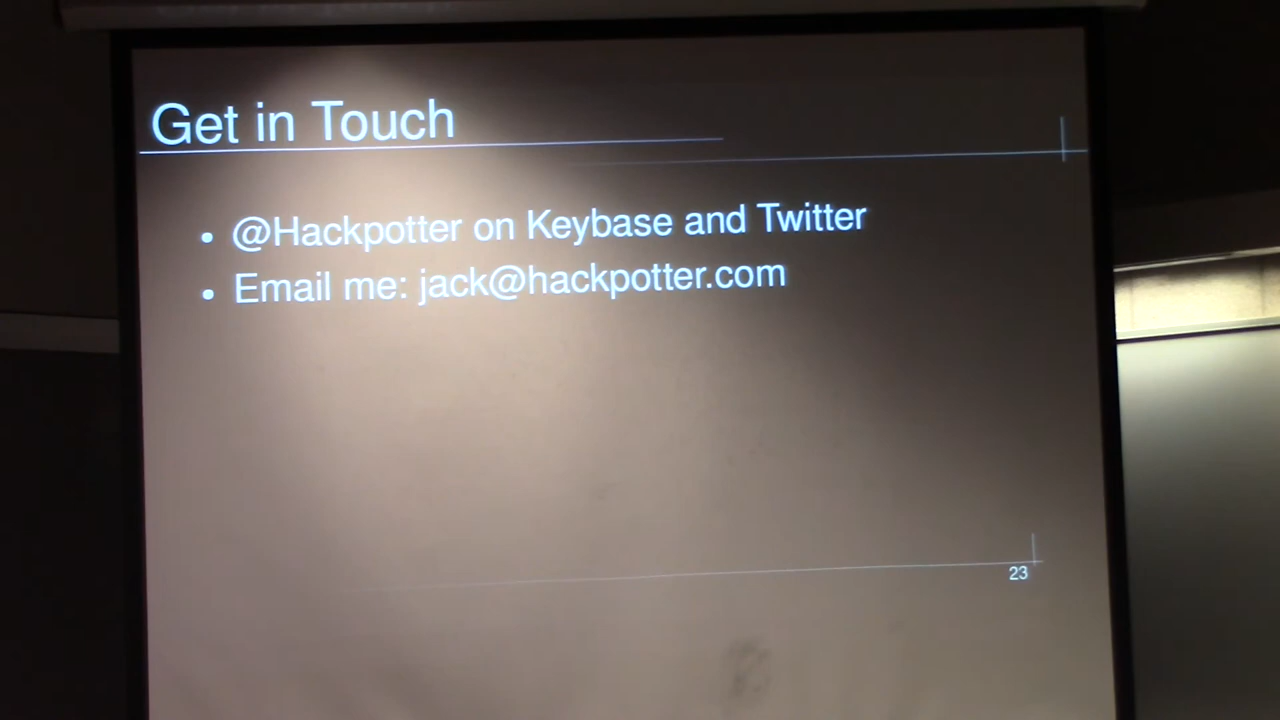 Get in Touch
• @Hackpotter on Keybase and Twitter
• Email me: jack@hackpotter.com
23